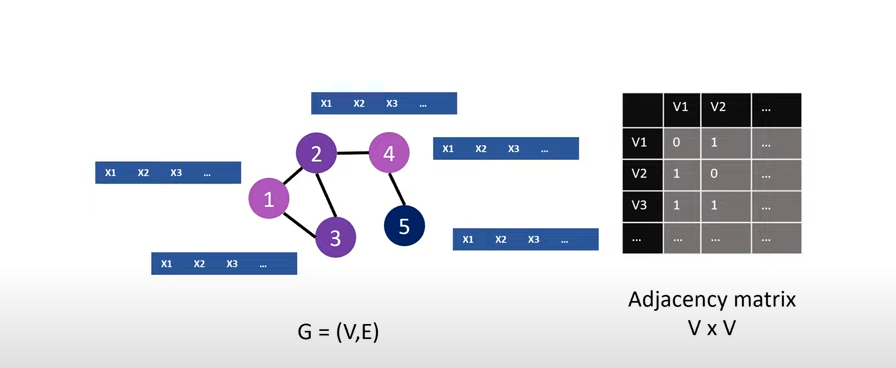 X1 X2 X3 ...
2
4
X1 X2 X3 ...
X1 X2 X3 ...
1
3
5
X1 X2 X3 ...
X1 X2 X3 ...
G = (V,E)
V1 V2 ...
V1 0 1 ...
V2 1 0 ...
V3 1 1 ...
... ... ... ...
Adjacency matrix
V x V